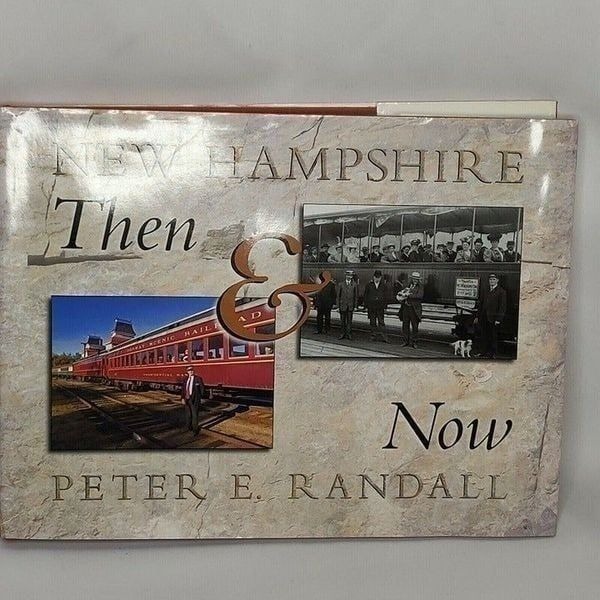 NEW HAMPSHIRE
Then
&
Now
PETER E. RANDALL